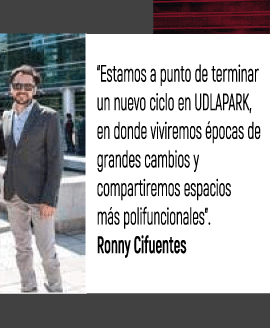 “Estamos a punto de terminar
un nuevo ciclo en UDLAPARK,
en donde viviremos épocas de
grandes cambios y
compartiremos espacios
más polifuncionales”.
Ronny Cifuentes